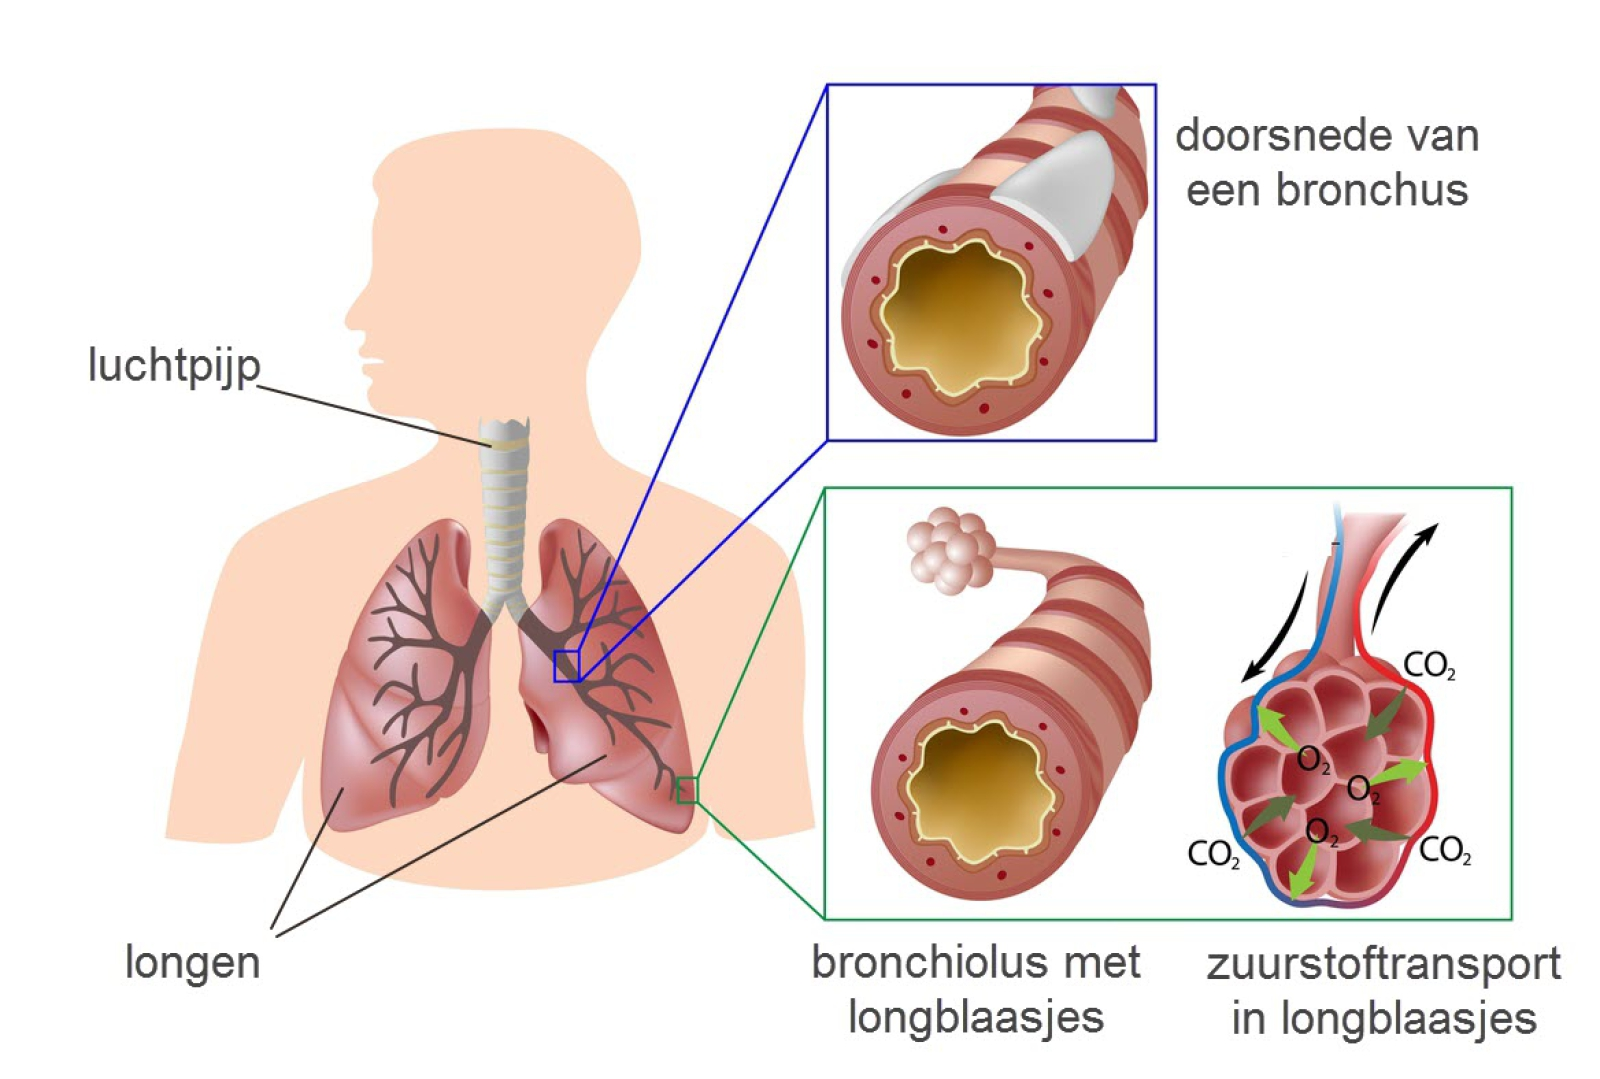 doorsnede van
een bronchus
luchtpijp
longen
bronchiolus met
longblaasjes
CO₂
O₂
O₂
O₂
CO₂
CO₂
zuurstoftransport
in longblaasjes